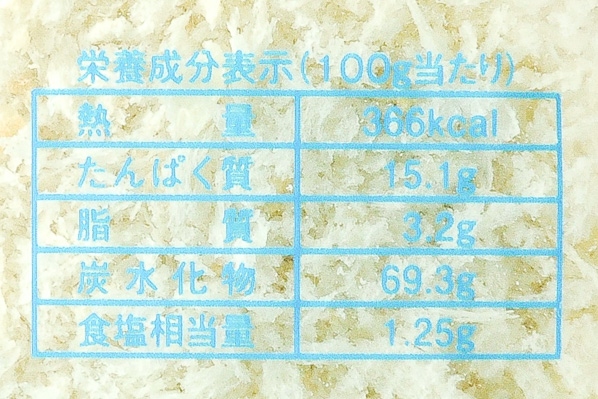 栄養成分表示(100g当たり)
熱量 366kcal
たんぱく質 15.1g
脂質 3.2g
炭水化物 69.3g
食塩相当量 1.25g